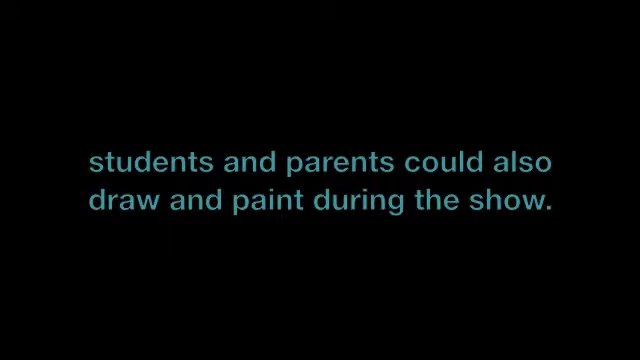 students and parents could also
draw and paint during the show.